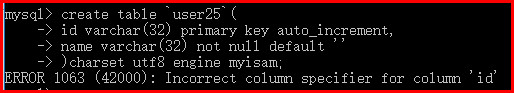 mysql> create table `user25`(
    -> id varchar(32) primary key auto_increment,
    -> name varchar(32) not null default ''
    -> )charset utf8 engine myisam;
ERROR 1063 (42000): Incorrect column specifier for column 'id'